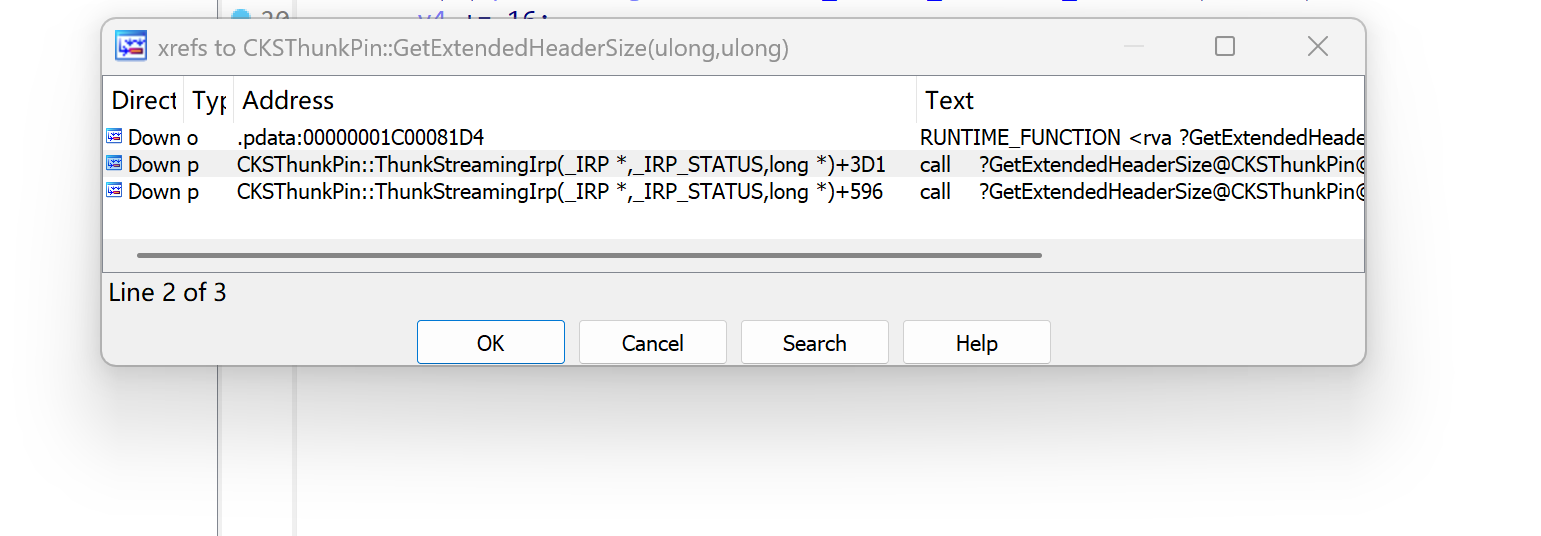 xrefs to CKSThunkPin::GetExtendedHeaderSize(ulong,ulong)
Direct Typ Address Text
Down o .pdata:00000001C00081D4 RUNTIME_FUNCTION <rva ?GetExtendedHeade
Down p CKSThunkPin::ThunkStreamingIrp(_IRP *,_IRP_STATUS,long *)+3D1 call ?GetExtendedHeaderSize@CKSThunkPin@
Down p CKSThunkPin::ThunkStreamingIrp(_IRP *,_IRP_STATUS,long *)+596 call ?GetExtendedHeaderSize@CKSThunkPin@
Line 2 of 3
OK Cancel Search Help